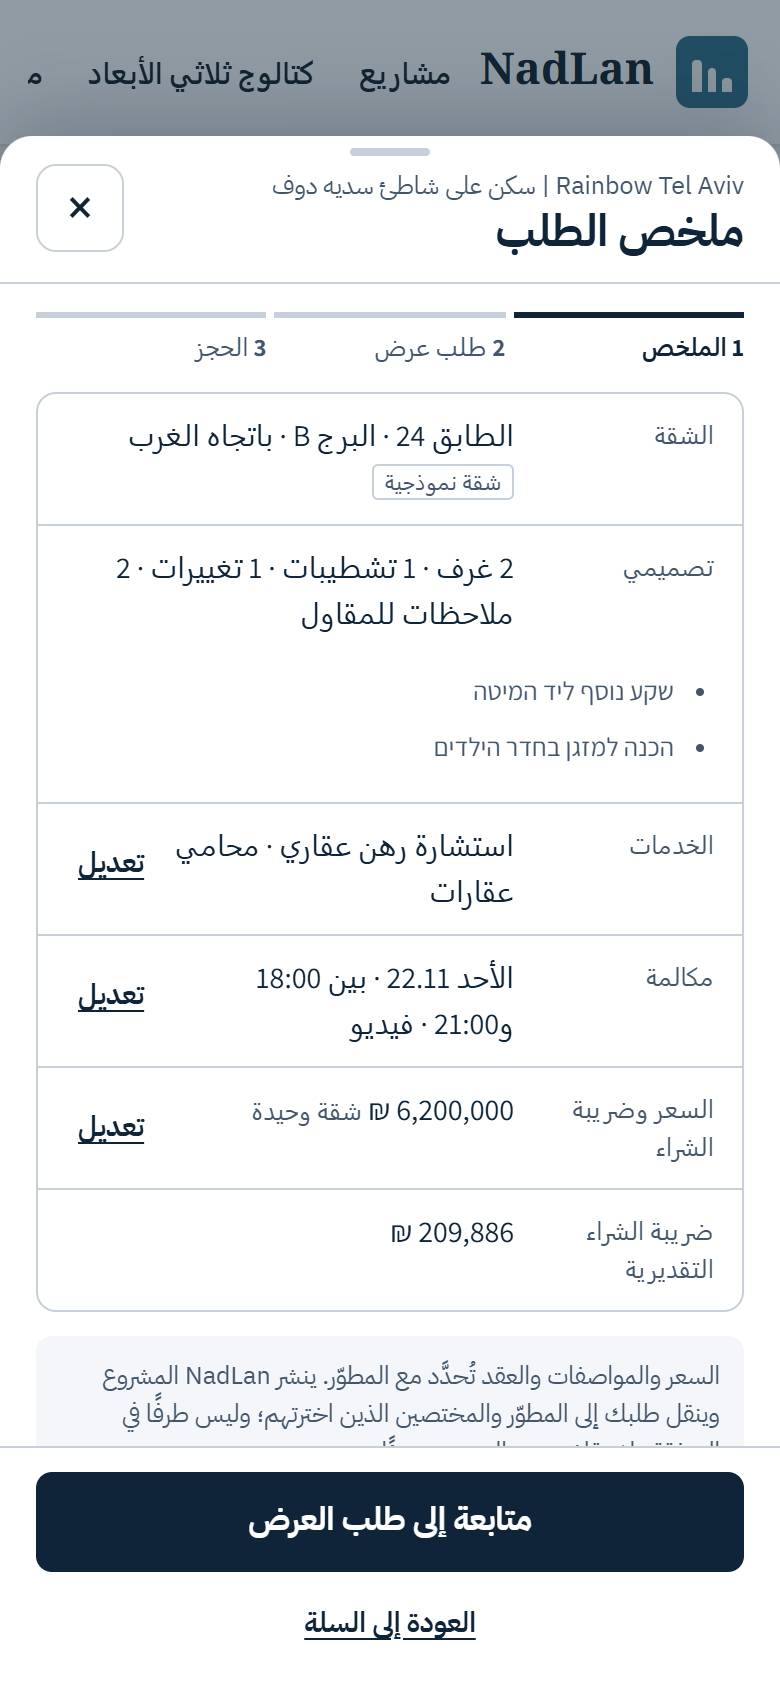 NadLan مشاريع كتالوج ثلاثي الأبعاد
Rainbow Tel Aviv | سكن على شاطئ سديه دوف
ملخص الطلب
×
1 الملخص 2 طلب عرض 3 الحجز
الشقة الطابق 24 · البرج B · باتجاه الغرب
شقة نموذجية
تصميمي 2 غرف · 1 تشطيبات · 1 تغييرات · 2
ملاحظات للمقاول
• שקע נוסף ליד המיטה
• הכנה למזגן בחדר הילדים
الخدمات استشارة رهن عقاري · محامي
عقارات
تعديل
مكالمة الأحد 22.11 · بين 18:00
و21:00 · فيديو
تعديل
السعر وضريبة
الشراء
6,200,000 ₪ شقة وحيدة
تعديل
ضريبة الشراء
التقديرية
209,886 ₪
السعر والمواصفات والعقد تُحدَّد مع المطوّر. ينشر NadLan المشروع
وينقل طلبك إلى المطوّر والمختصين الذين اخترتهم؛ وليس طرفًا في
متابعة إلى طلب العرض
العودة إلى السلة